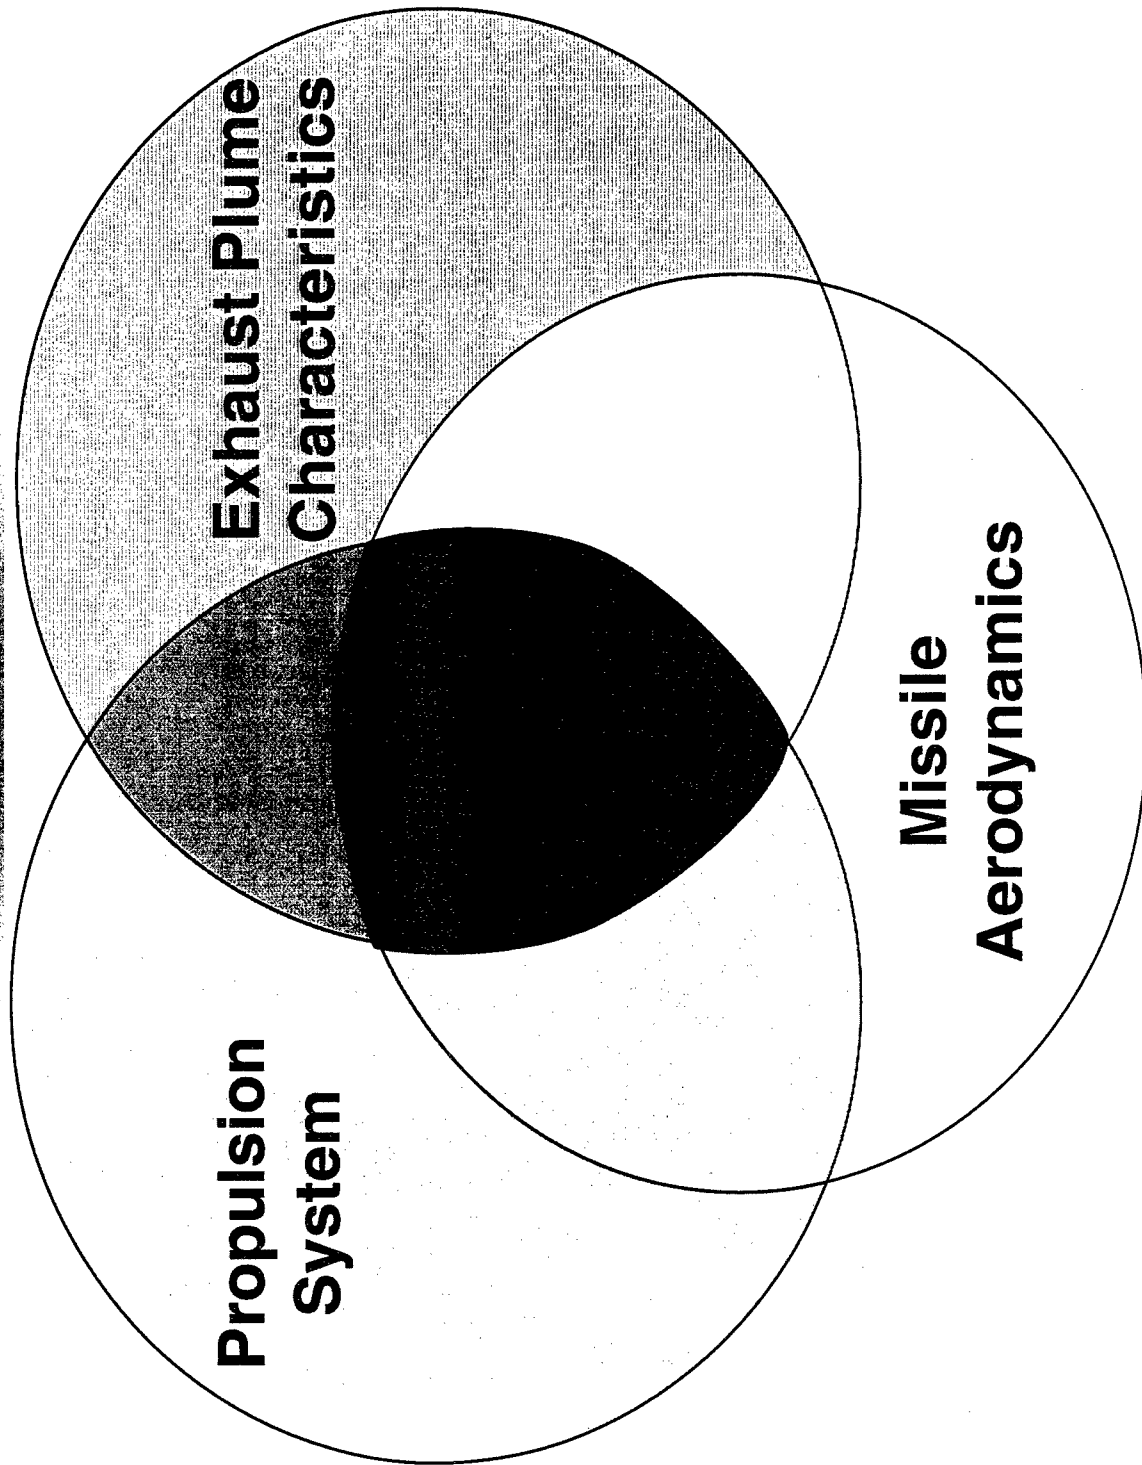 Propulsion
System
Exhaust Plume
Characteristics
Missile
Aerodynamics